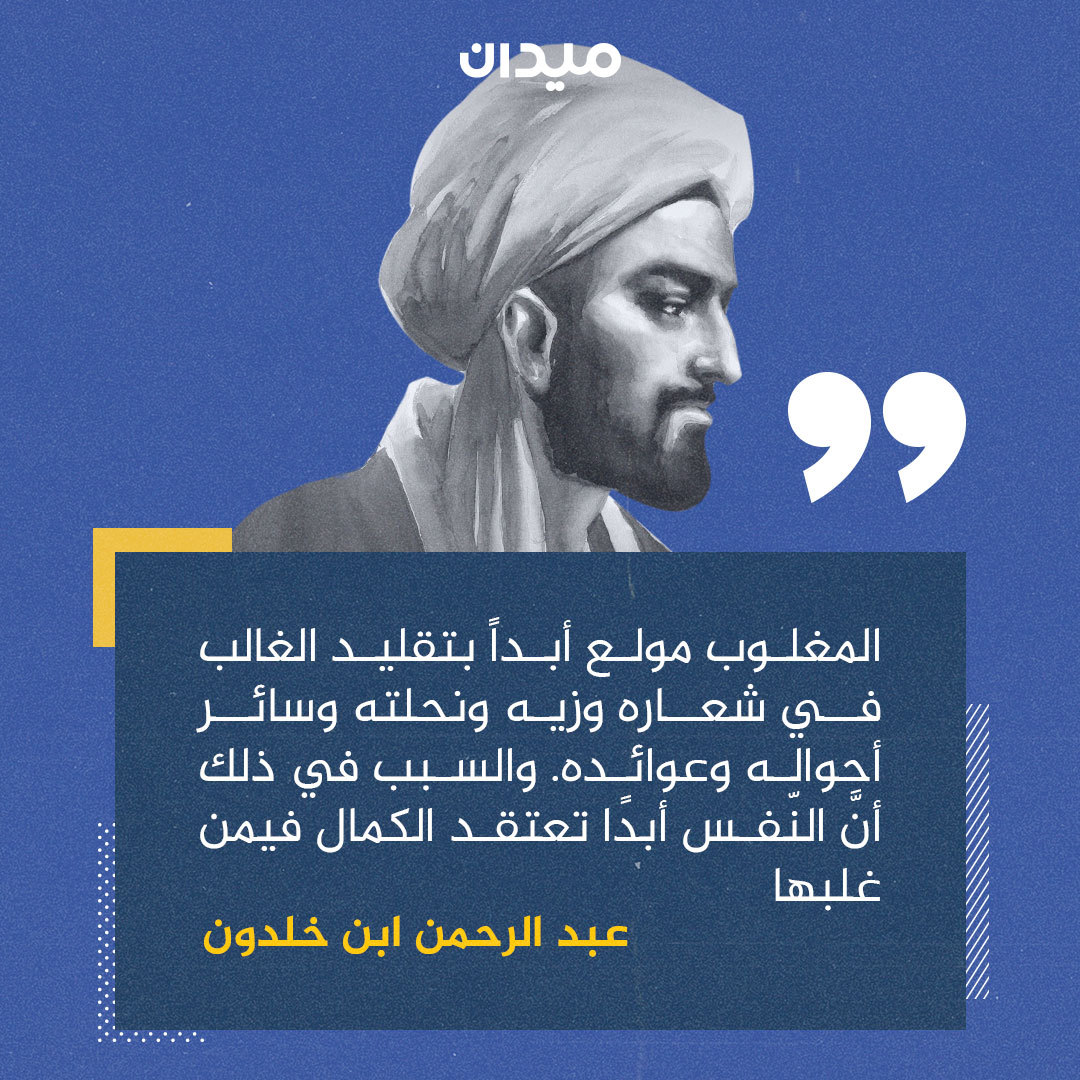 ميدان
المغلوب مولع أبداً بتقليد الغالب
في شعاره وزيه ونحلته وسائر
أحواله وعوائده. والسبب في ذلك
أنَّ النّفس أبدًا تعتقد الكمال فيمن
غلبها
عبد الرحمن ابن خلدون